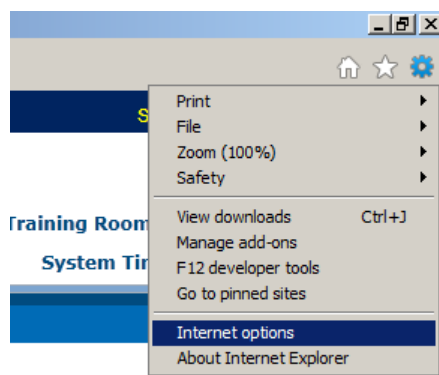 S
Print
File
Zoom (100%)
Safety
Training Room
View downloads Ctrl+J
Manage add-ons
System Tir
F12 developer tools
Go to pinned sites
Internet options
About Internet Explorer